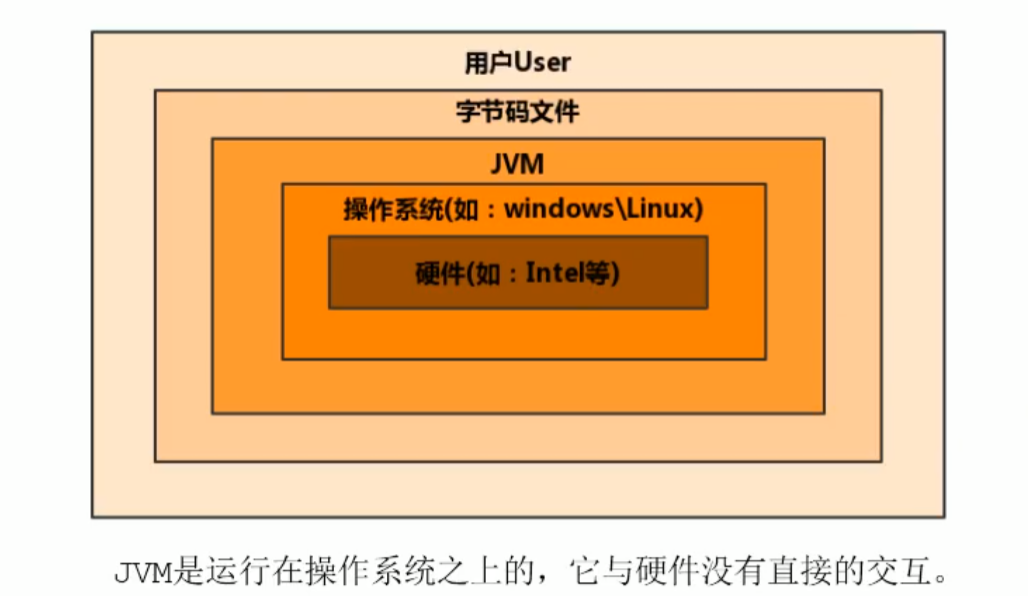 用户User
字节码文件
JVM
操作系统(如：windows\Linux)
硬件(如：Intel等)
JVM是运行在操作系统之上的，它与硬件没有直接的交互。